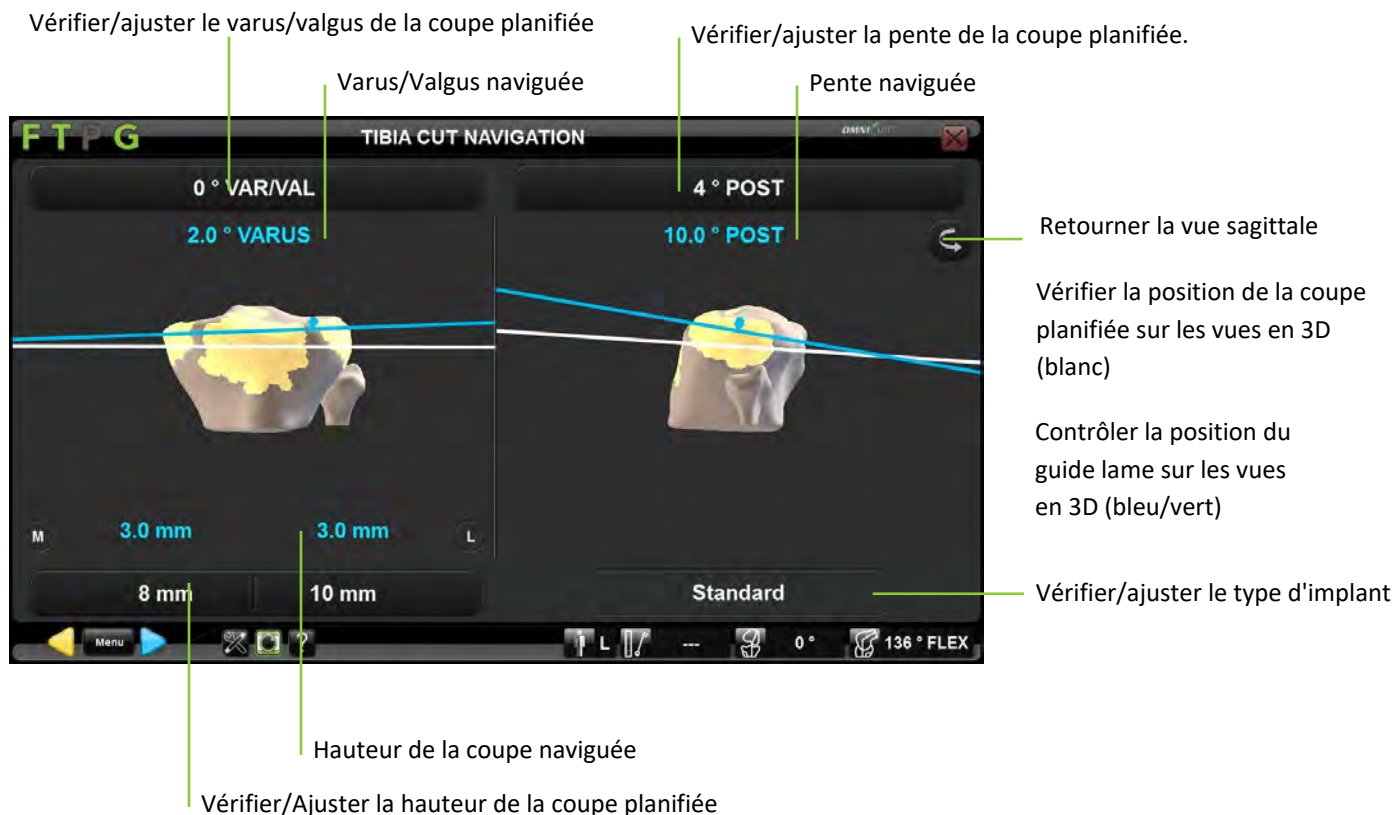 Vérifier/ajuster le varus/valgus de la coupe planifiée
Vérifier/ajuster la pente de la coupe planifiée.
Varus/Valgus naviguée
Pente naviguée
F T P G
TIBIA CUT NAVIGATION
0 ° VAR/VAL
4 ° POST
2.0 ° VARUS
10.0 ° POST
Retourner la vue sagittale
Vérifier la position de la coupe
planifiée sur les vues en 3D
(blanc)
Contrôler la position du
guide lame sur les vues
en 3D (bleu/vert)
M
3.0 mm
3.0 mm
L
8 mm
10 mm
Standard
Vérifier/ajuster le type d'implant
Menu
?
L
---
0 °
136 ° FLEX
Hauteur de la coupe naviguée
Vérifier/Ajuster la hauteur de la coupe planifiée